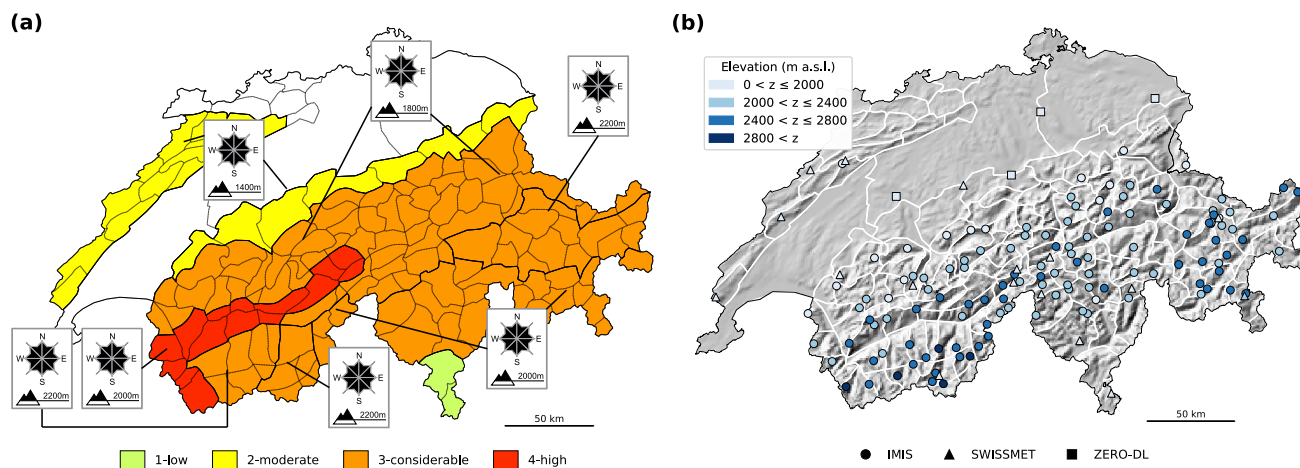 (a)
N
W E
S
1800m
N
W E
S
2200m
N
W E
S
1400m
N
W E
S
2200m
N
W E
S
2000m
N
W E
S
2200m
N
W E
S
2000m
50 km
1-low
2-moderate
3-considerable
4-high
(b)
Elevation (m a.s.l.)
0 < z ≤ 2000
2000 < z ≤ 2400
2400 < z ≤ 2800
2800 < z
50 km
IMIS
SWISSMET
ZERO-DL